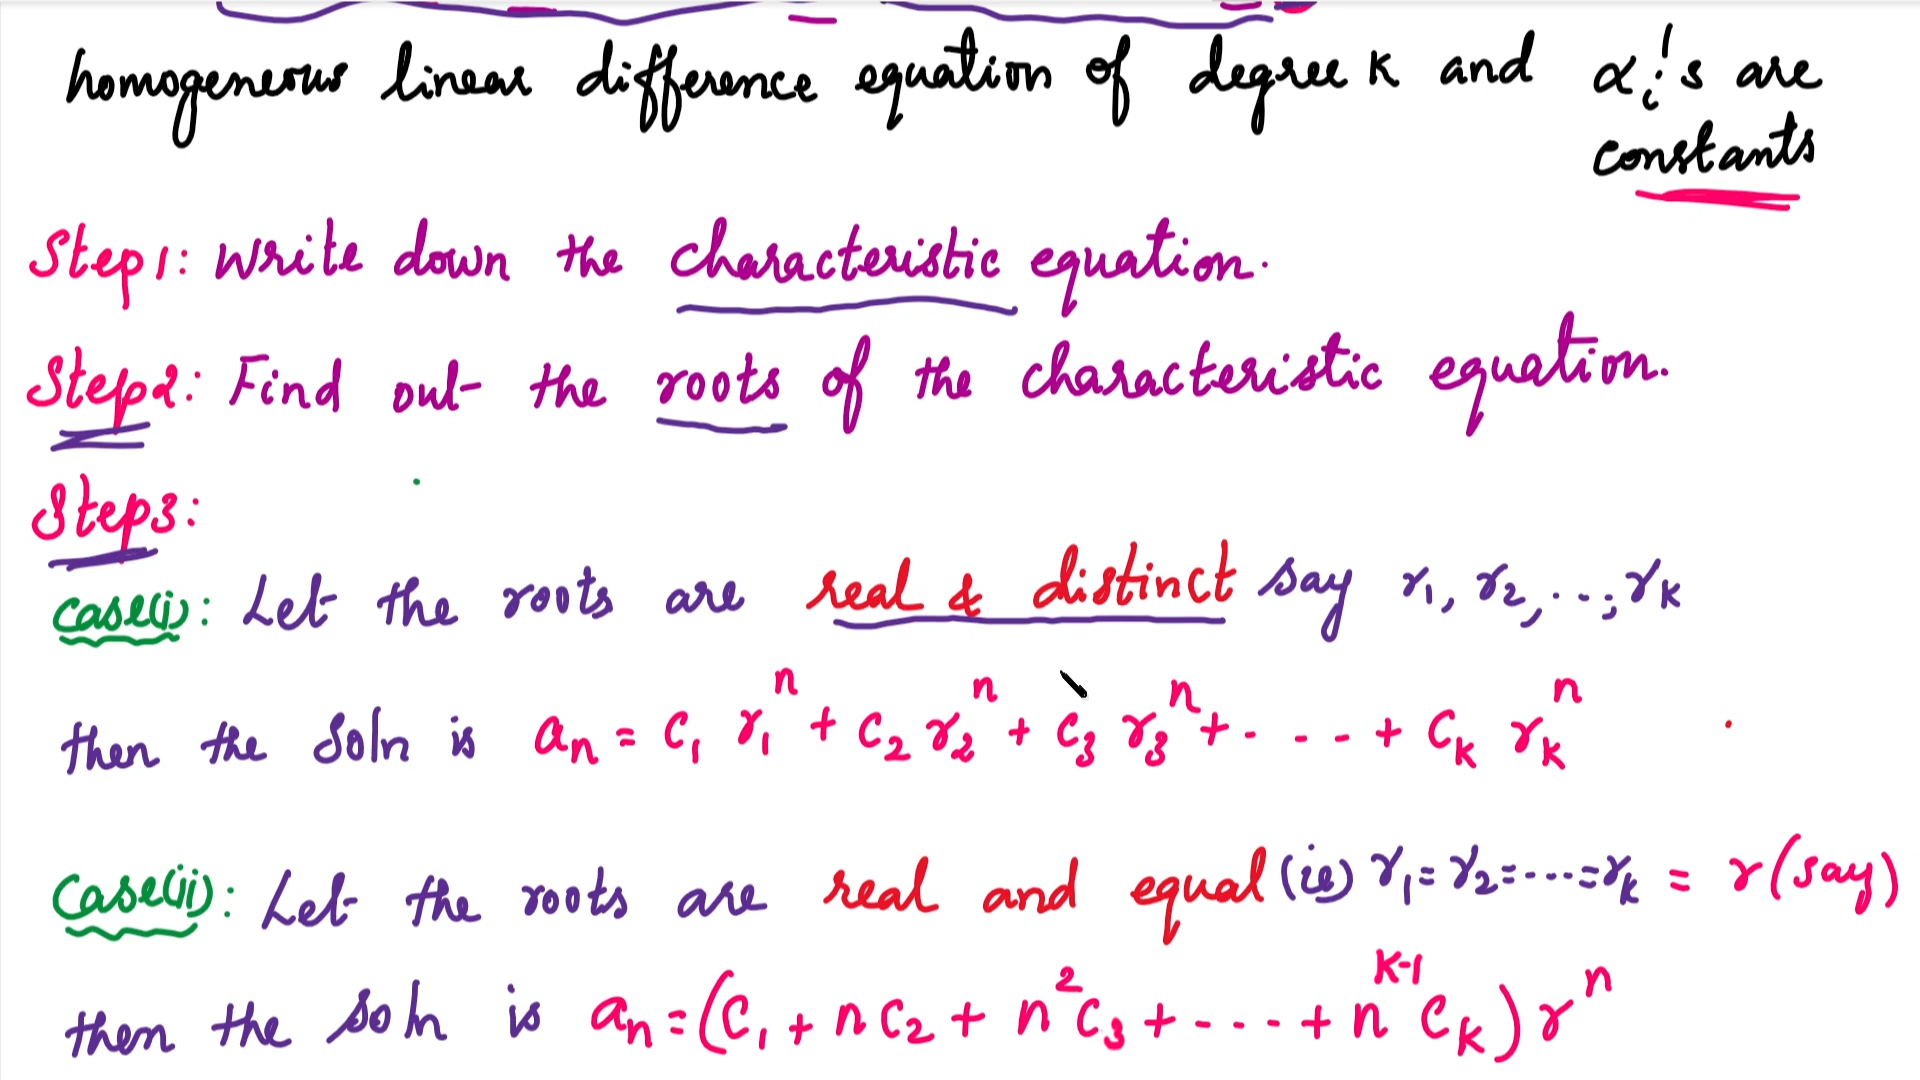 homogeneous linear difference equation of degree k and αᵢ's are
constants
Step1: Write down the characteristic equation.
Step2: Find out the roots of the characteristic equation.
Step3:
Case(i): Let the roots are real & distinct say r₁, r₂, ..., rₖ
then the soln is aₙ = C₁ r₁ⁿ + C₂ r₂ⁿ + C₃ r₃ⁿ + - - - + Cₖ rₖⁿ
Case(ii): Let the roots are real and equal (ie) r₁ = r₂ = --- = rₖ = r (say)
then the soln is aₙ = (C₁ + n C₂ + n² C₃ + - - - + nᵏ⁻¹ Cₖ) rⁿ